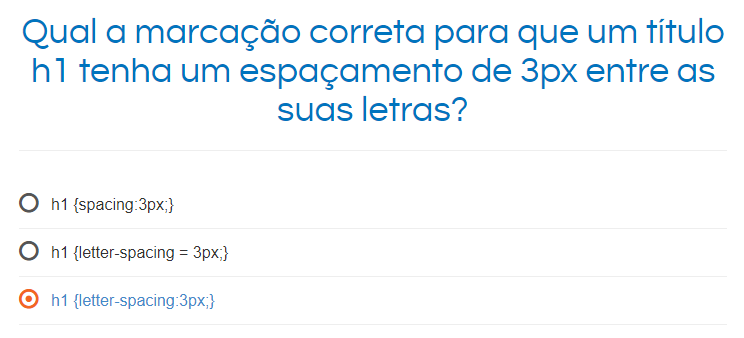 Qual a marcação correta para que um título
h1 tenha um espaçamento de 3px entre as
suas letras?
h1 {spacing:3px;}
h1 {letter-spacing = 3px;}
h1 {letter-spacing:3px;}